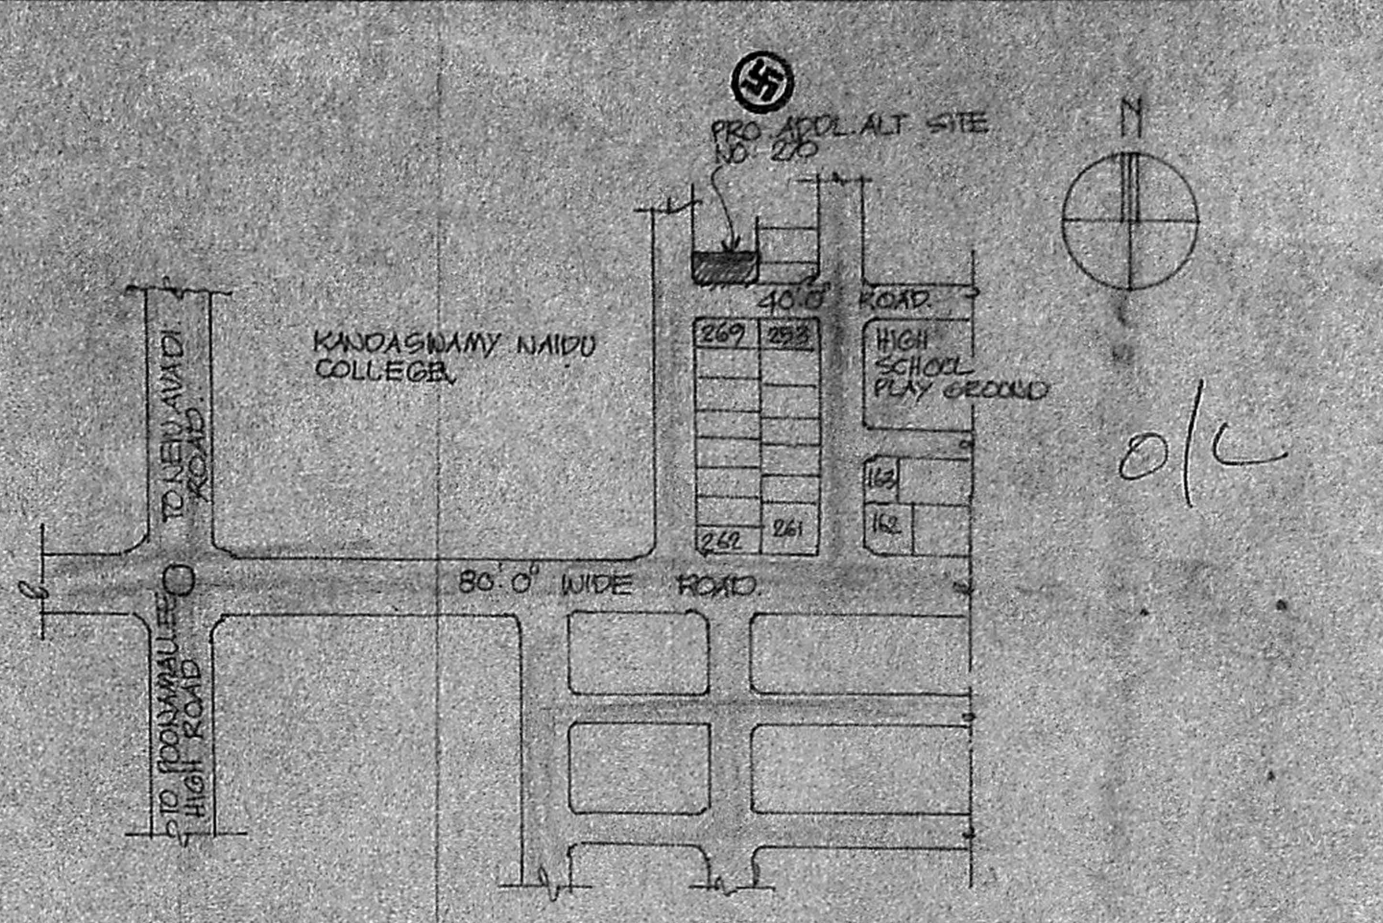 PRO. ADDL. ALT SITE
NO. 270
N
40'.0" ROAD.
269
253
HIGH
SCHOOL
PLAY GROUND
KANDASWAMY NAIDU
COLLEGE
TO NEW AVADI
ROAD.
163
162
262
261
80'.0" WIDE ROAD.
TO POONAMALLEE
HIGH ROAD